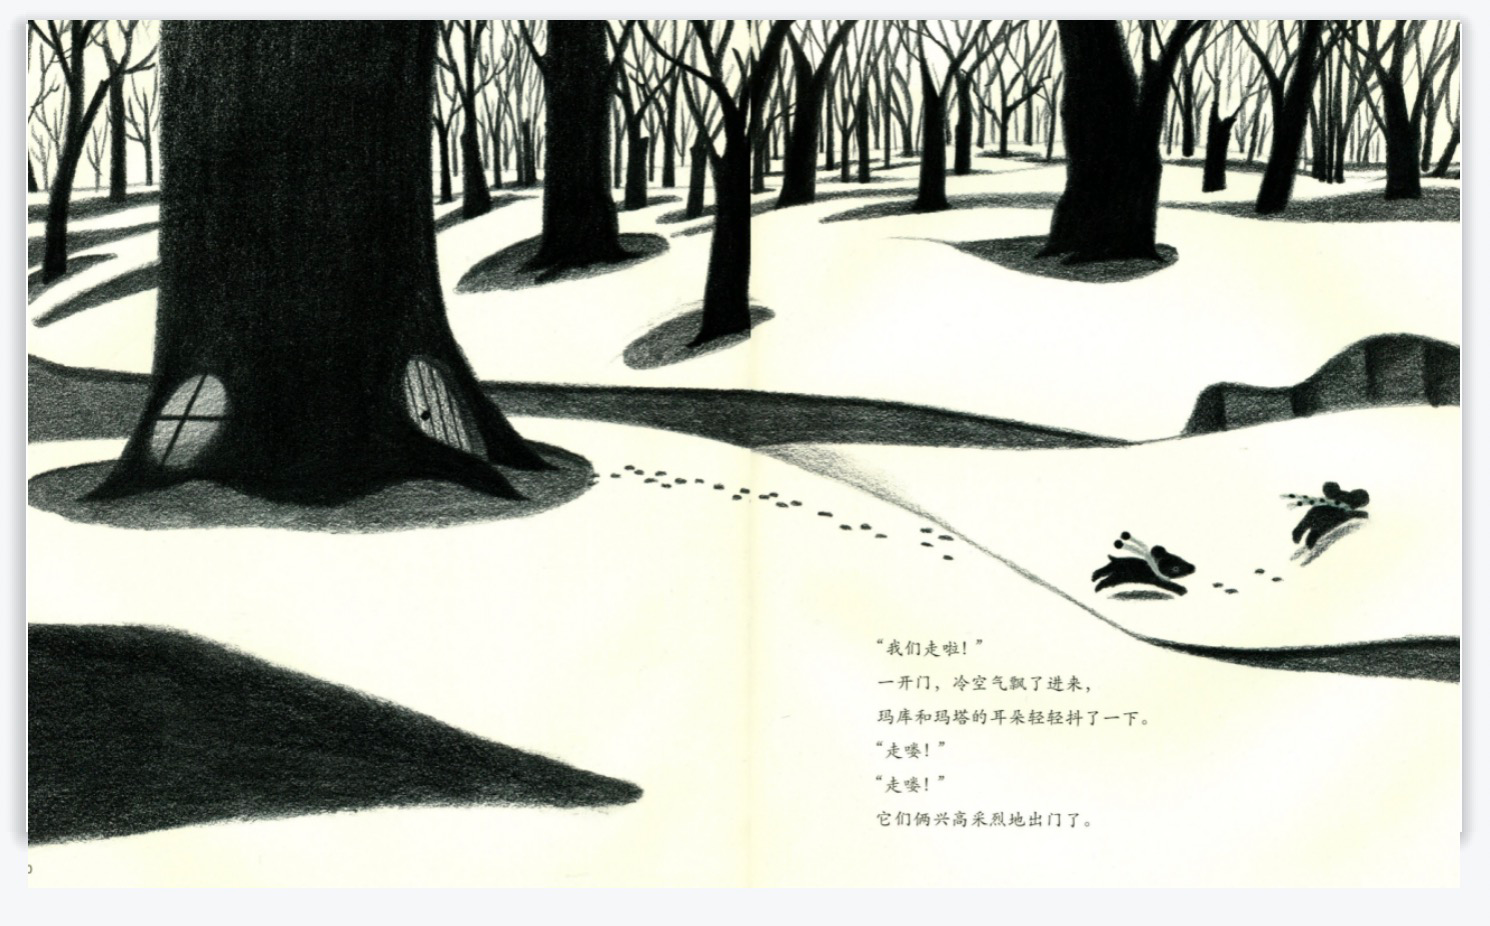 “我们走啦！”
一开门，冷空气飘了进来，
玛库和玛塔的耳朵轻轻抖了一下。
“走喽！”
“走喽！”
它们俩兴高采烈地出门了。